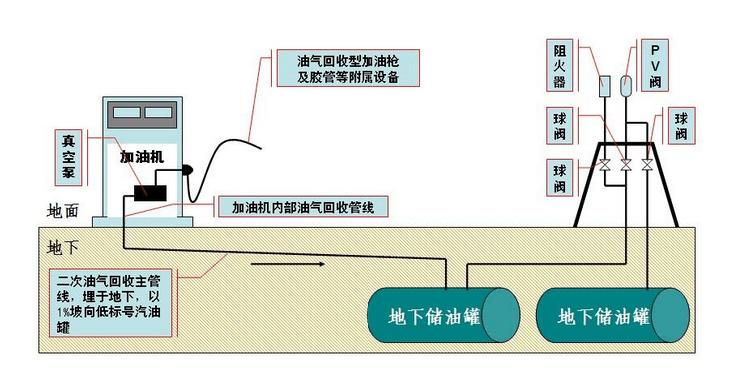 油气回收型加油枪
及胶管等附属设备
阻
火
器
P
V
阀
球
阀
球
阀
真
空
泵
加油机
球
阀
地面
加油机内部油气回收管线
地下
二次油气回收主管
线，埋于地下，以
1%坡向低标号汽油
罐
地下储油罐
地下储油罐